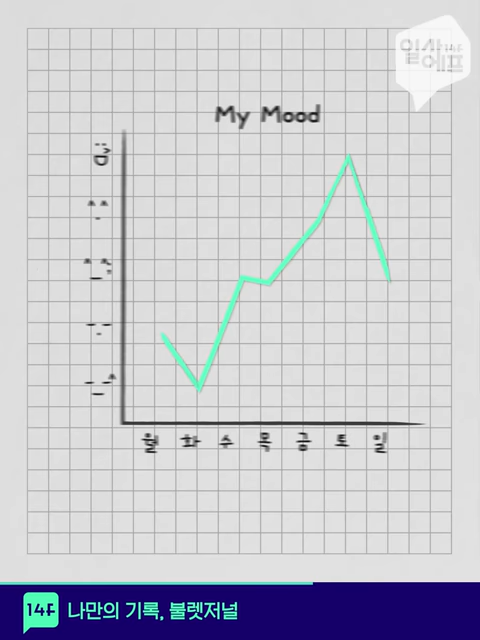 일사 14F
에프
My Mood
월 화 수 목 금 토 일
14F 나만의 기록, 불렛저널